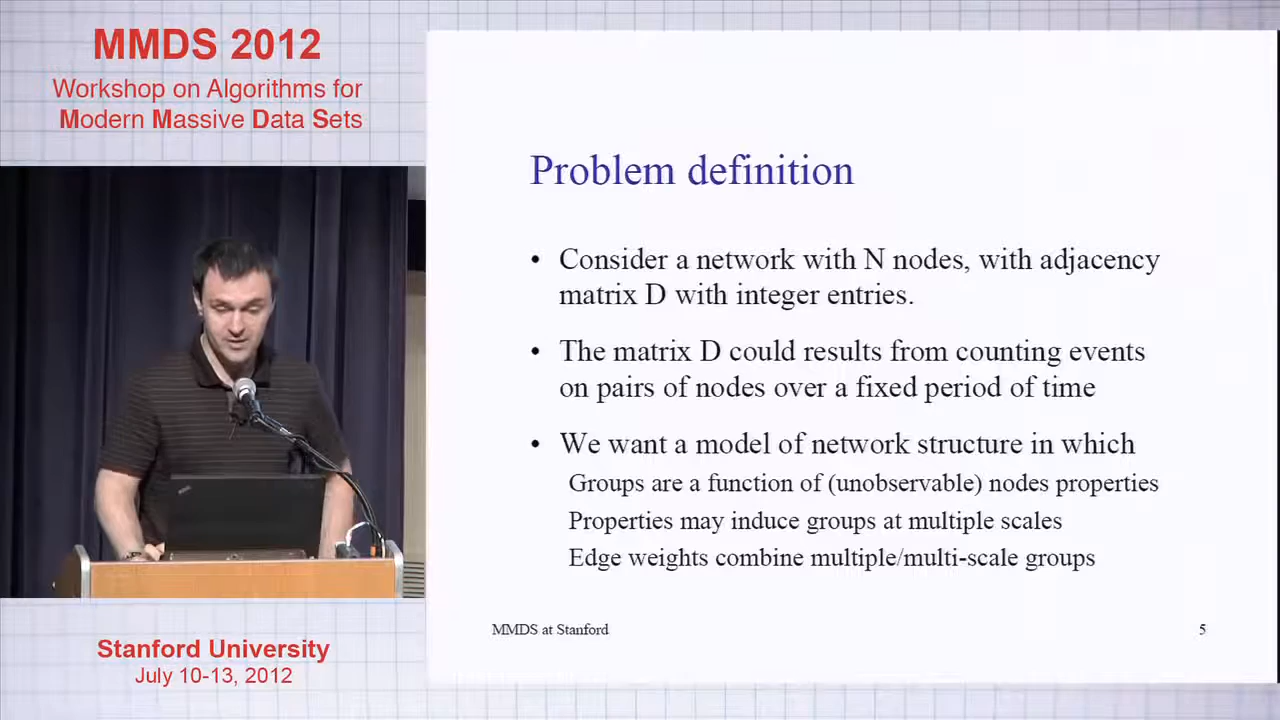 MMDS 2012
Workshop on Algorithms for
Modern Massive Data Sets
Problem definition
• Consider a network with N nodes, with adjacency
matrix D with integer entries.
• The matrix D could results from counting events
on pairs of nodes over a fixed period of time
• We want a model of network structure in which
Groups are a function of (unobservable) nodes properties
Properties may induce groups at multiple scales
Edge weights combine multiple/multi-scale groups
MMDS at Stanford
5
Stanford University
July 10-13, 2012